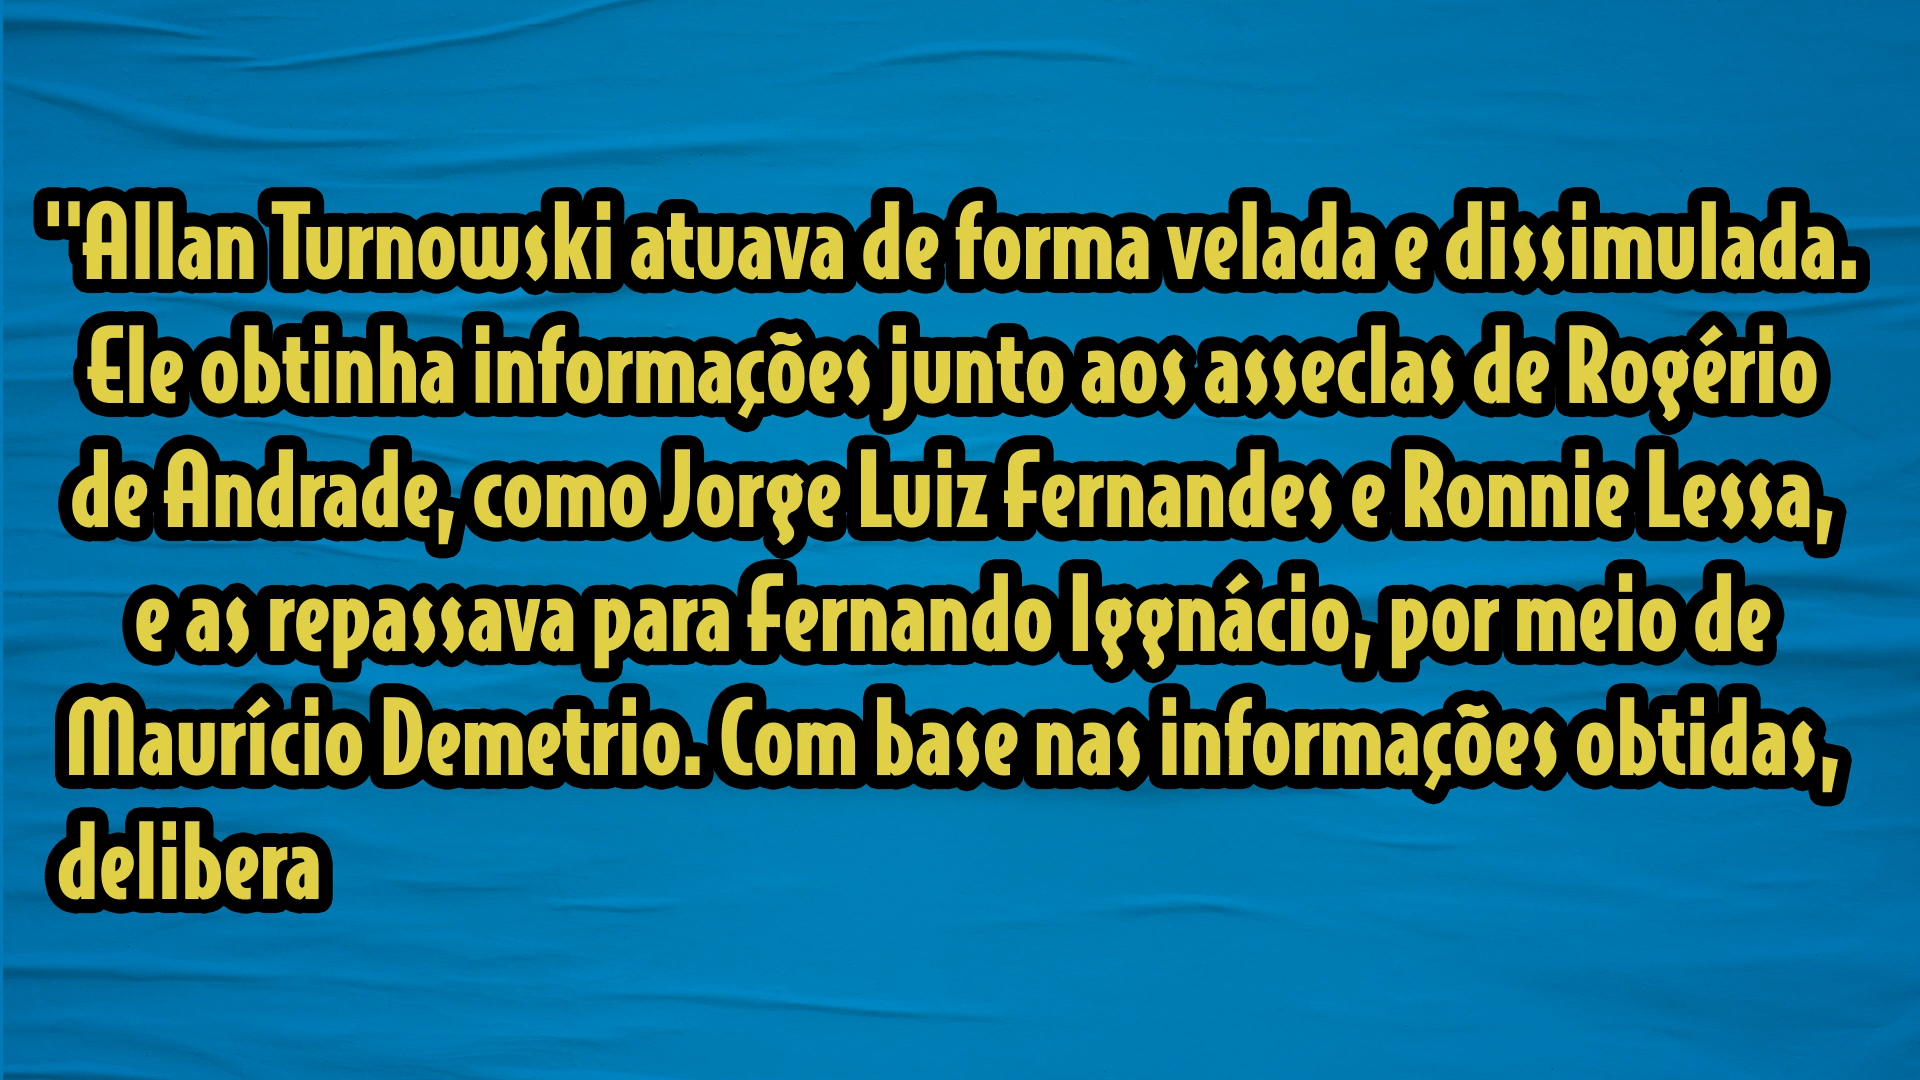 "Allan Turnowski atuava de forma velada e dissimulada.
Ele obtinha informações junto aos asseclas de Rogério
de Andrade, como Jorge Luiz Fernandes e Ronnie Lessa,
e as repassava para Fernando Iggnácio, por meio de
Maurício Demetrio. Com base nas informações obtidas,
delibera